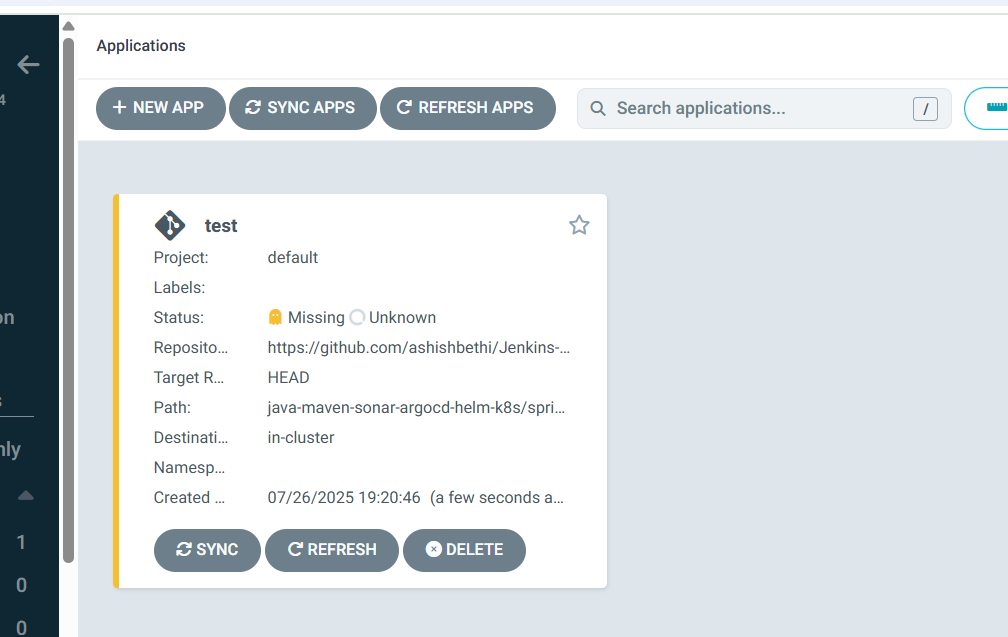 Applications
4
NEW APP
SYNC APPS
REFRESH APPS
Search applications...
/
test
Project: default
Labels:
on
Status: Missing Unknown
Reposito... https://github.com/ashishbethi/Jenkins-...
Target R... HEAD
s
Path: java-maven-sonar-argocd-helm-k8s/spri...
Destinati... in-cluster
nly
Namesp...
Created ... 07/26/2025 19:20:46 (a few seconds a...
1
SYNC
REFRESH
DELETE
0
0